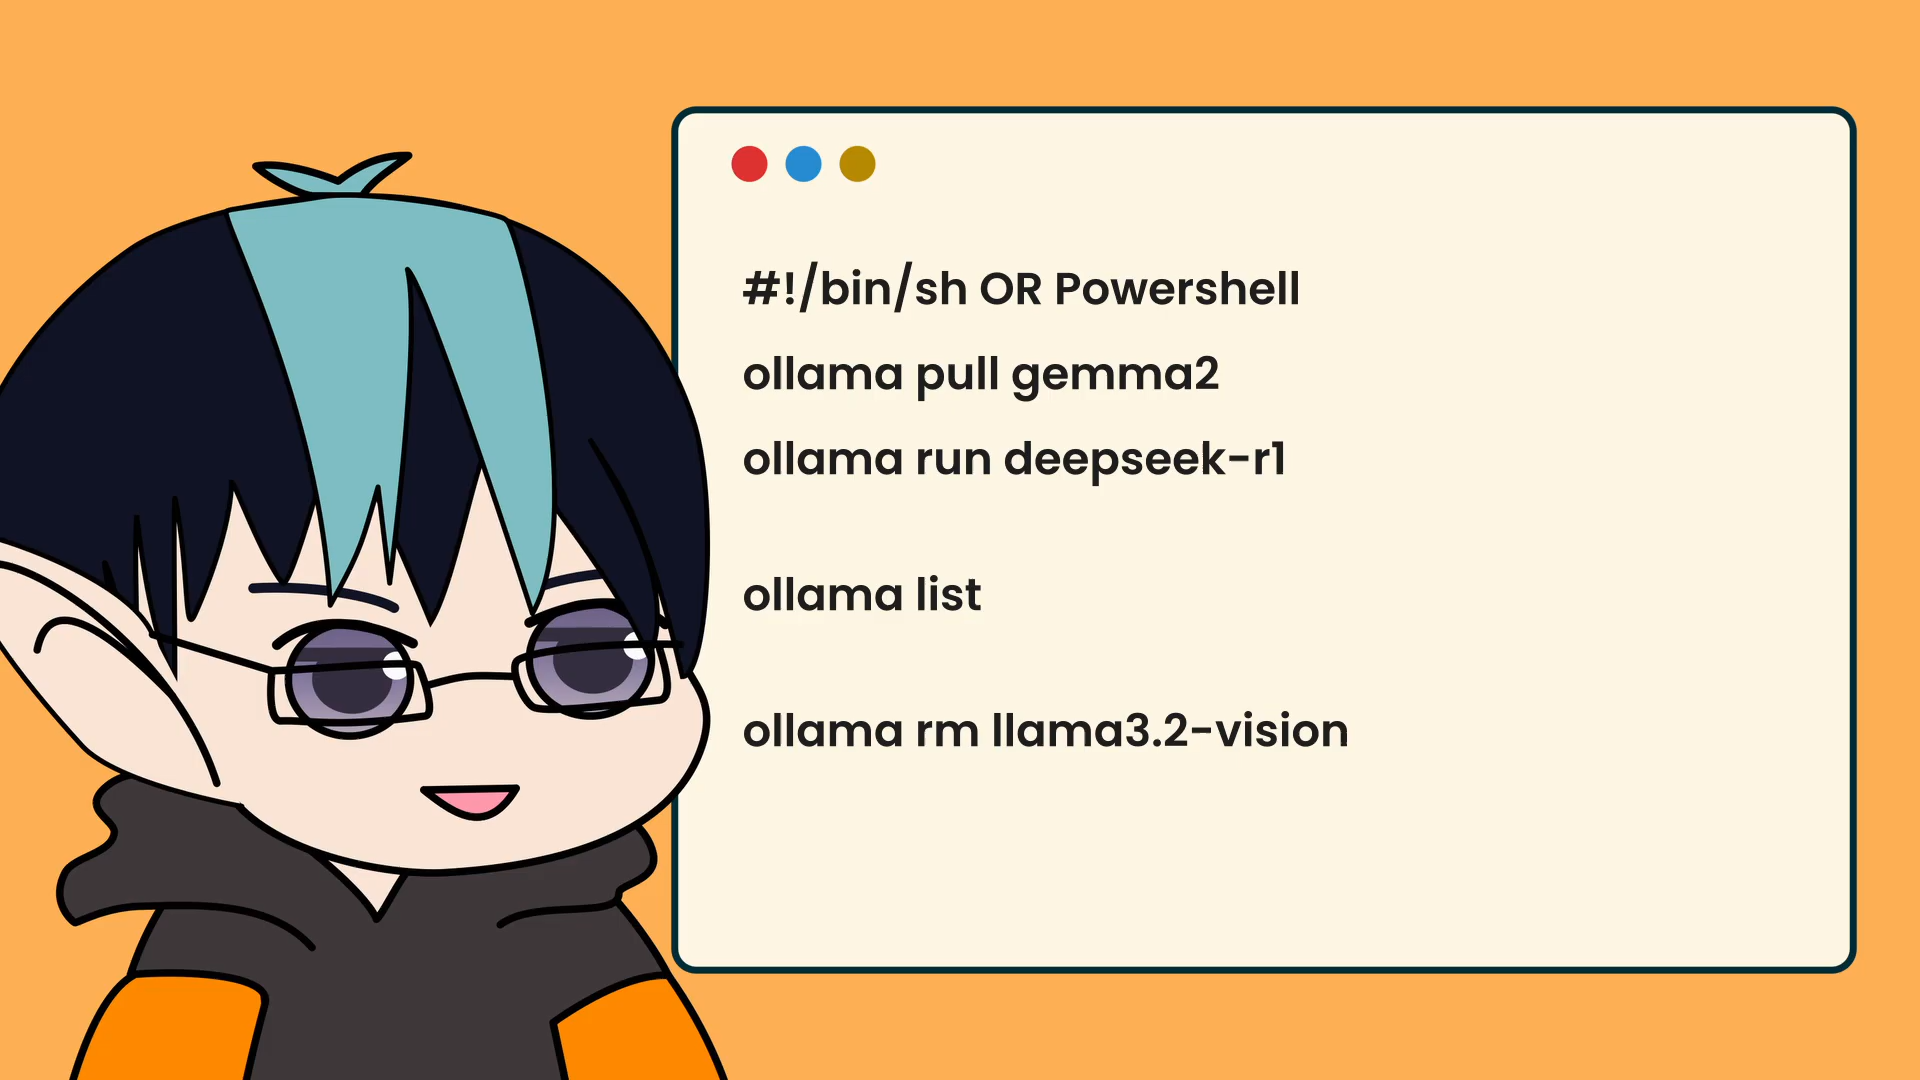 #!/bin/sh OR Powershell
ollama pull gemma2
ollama run deepseek-r1
ollama list
ollama rm llama3.2-vision